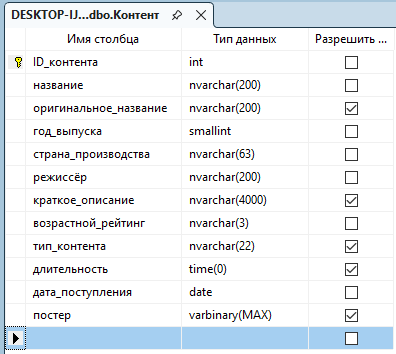 DESKTOP-IJ...dbo.Контент
Имя столбца Тип данных Разрешить ...
ID_контента int
название nvarchar(200)
оригинальное_название nvarchar(200)
год_выпуска smallint
страна_производства nvarchar(63)
режиссёр nvarchar(200)
краткое_описание nvarchar(4000)
возрастной_рейтинг nvarchar(3)
тип_контента nvarchar(22)
длительность time(0)
дата_поступления date
постер varbinary(MAX)